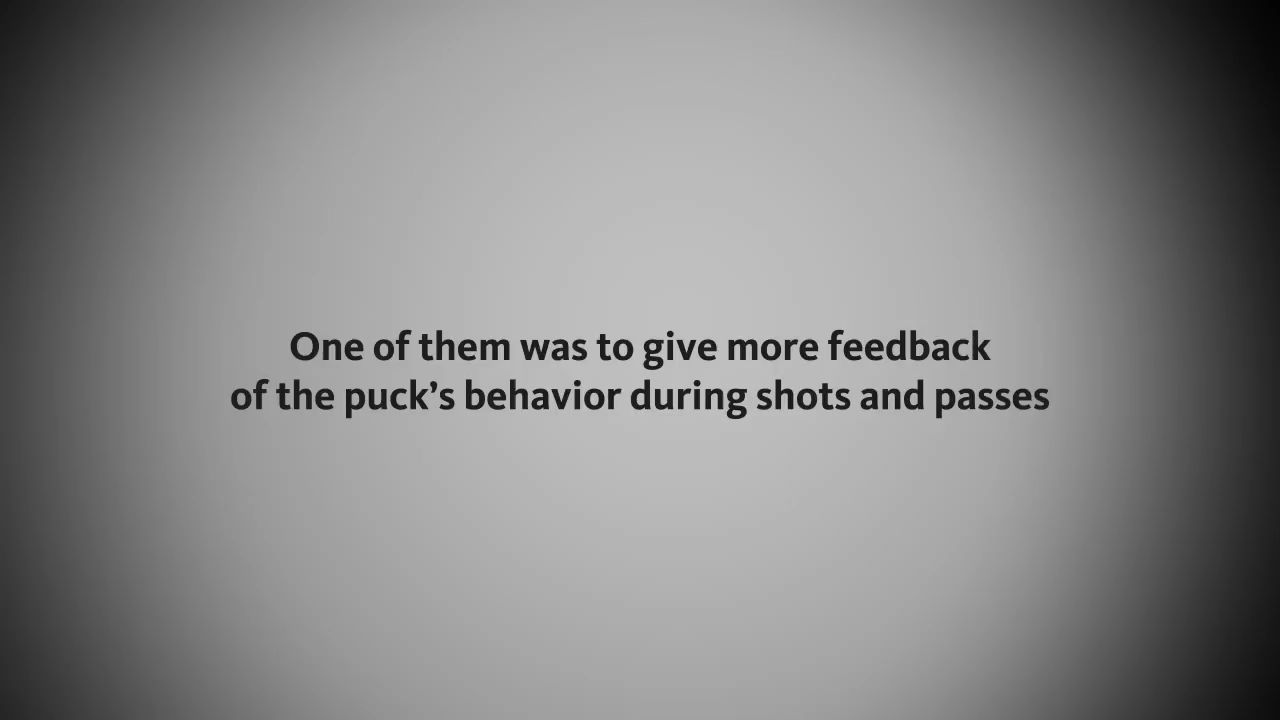 One of them was to give more feedback
of the puck’s behavior during shots and passes